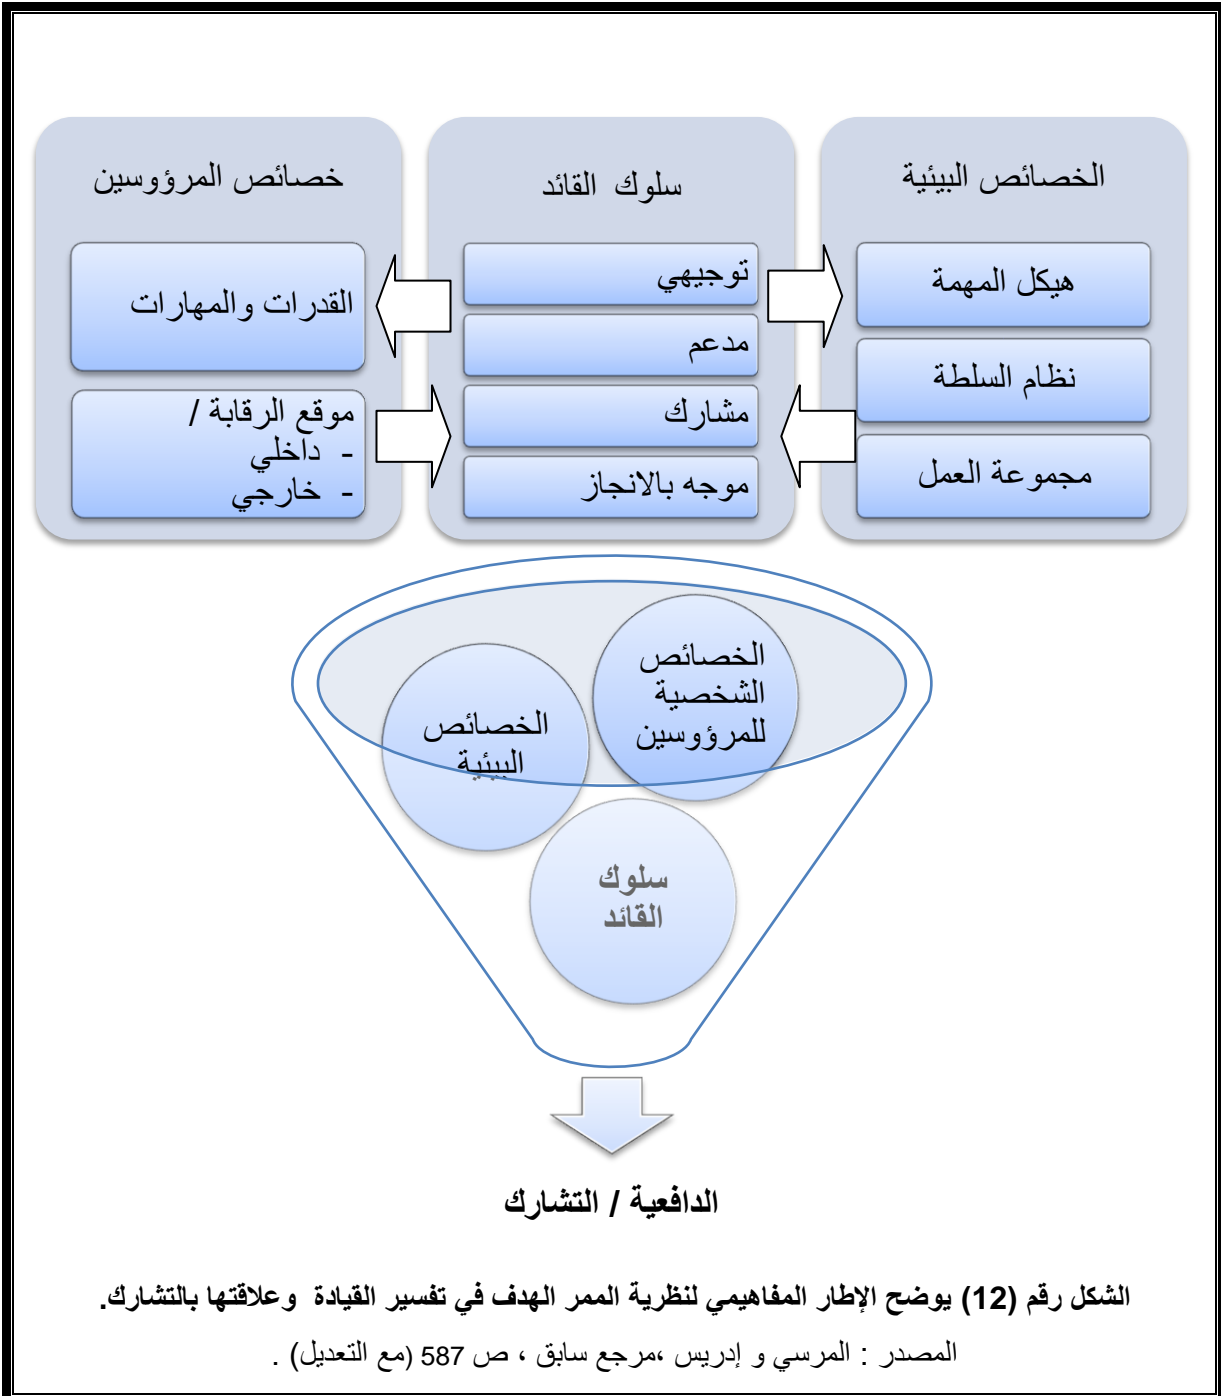 الخصائص البيئية
هيكل المهمة
نظام السلطة
مجموعة العمل
سلوك القائد
توجيهي
مدعم
مشارك
موجه بالانجاز
خصائص المرؤوسين
القدرات والمهارات
موقع الرقابة /
- داخلي
- خارجي
الخصائص
الشخصية
للمرؤوسين
الخصائص
البيئية
سلوك
القائد
الدافعية / التشارك
الشكل رقم (12) يوضح الإطار المفاهيمي لنظرية الممر الهدف في تفسير القيادة وعلاقتها بالتشارك.
المصدر : المرسي و إدريس ،مرجع سابق ، ص 587 (مع التعديل) .